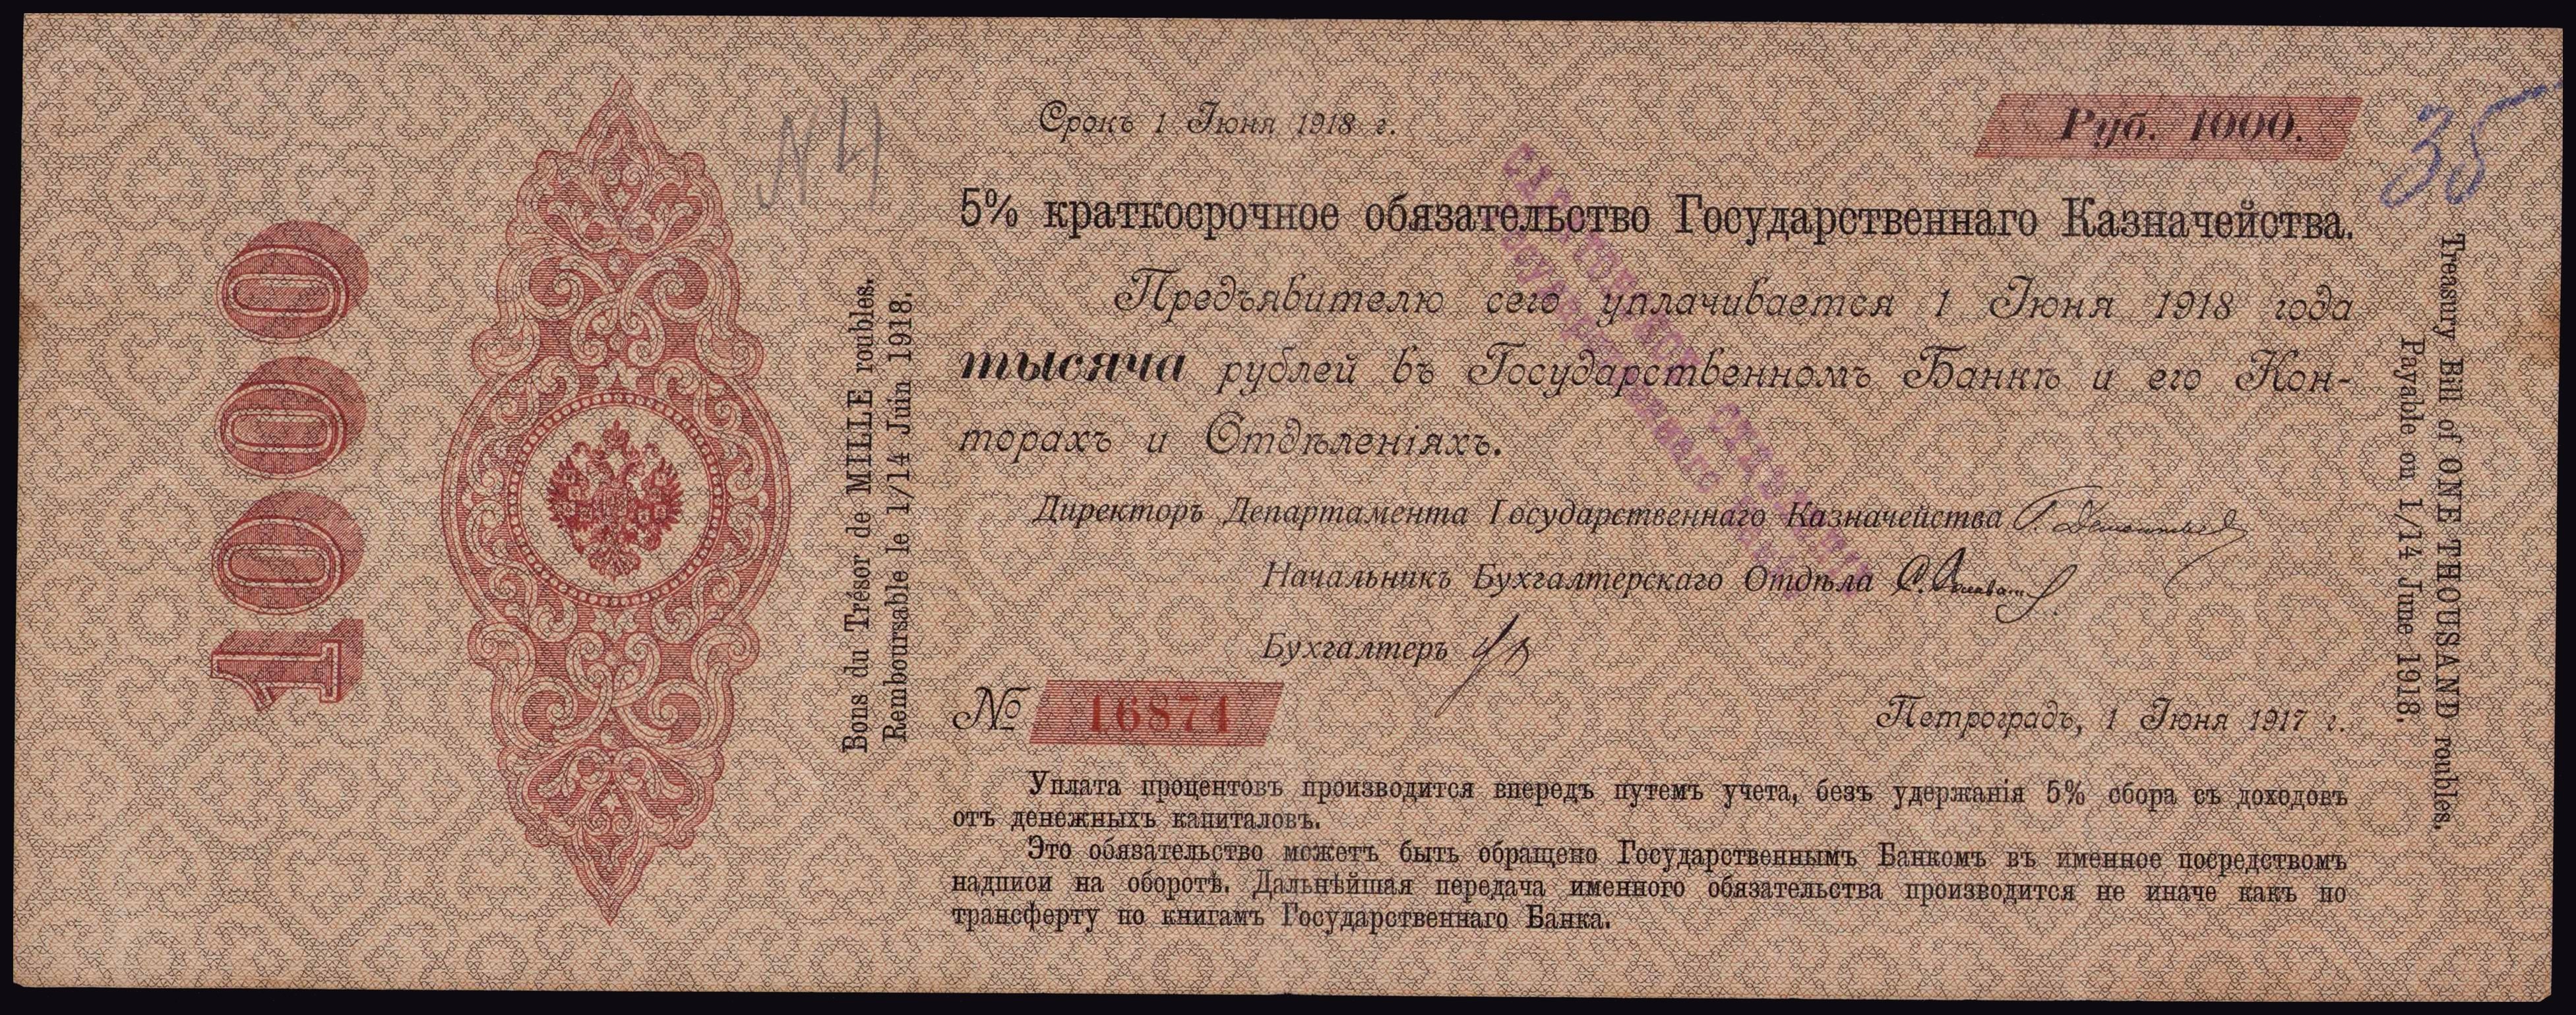 1000
N 4
Bons du Trésor de MILLE roubles.
Remboursable le 1/14 Juin 1918.
Срокъ 1 Іюня 1918 г.
Руб. 1000.
35
5% краткосрочное обязательство Государственнаго Казначейства.
Предъявителю сего уплачивается 1 Іюня 1918 года
тысяча рублей въ Государственномъ Банкѣ и его Кон-
торахъ и Отдѣленіяхъ.
Директоръ Департамента Государственнаго Казначейства
Начальникъ Бухгалтерскаго Отдѣла
Бухгалтеръ
№ 16874
Петроградъ, 1 Іюня 1917 г.
Уплата процентовъ производится впередъ путемъ учета, безъ удержанія 5% сбора съ доходовъ
отъ денежныхъ капиталовъ.
Это обязательство можетъ быть обращено Государственнымъ Банкомъ въ именное посредствомъ
надписи на оборотѣ. Дальнѣйшая передача именного обязательства производится не иначе какъ по
трансферту по книгамъ Государственнаго Банка.
Treasury Bill of ONE THOUSAND roubles.
Payable on 1/14 June 1918.